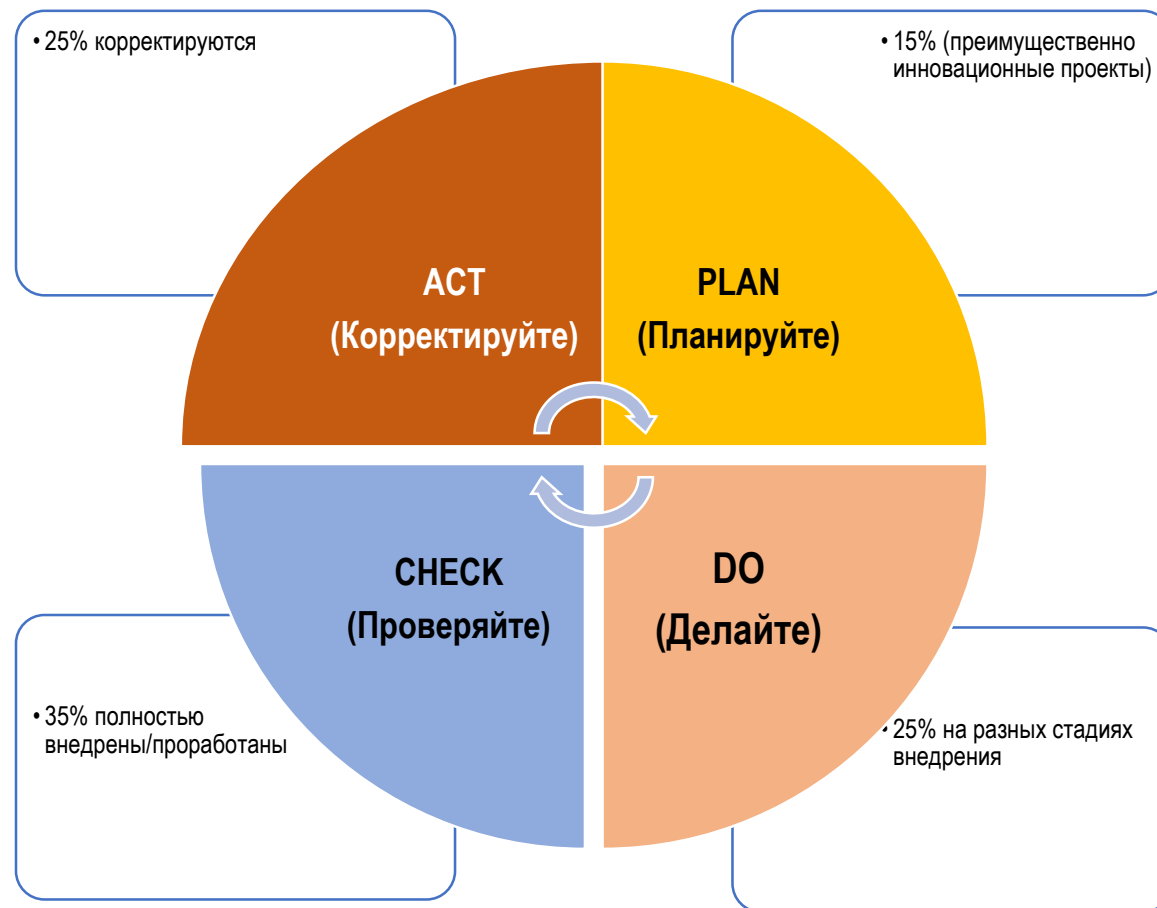 • 25% корректируются
• 15% (преимущественно
инновационные проекты)
ACT
(Корректируйте)
PLAN
(Планируйте)
CHECK
(Проверяйте)
DO
(Делайте)
• 35% полностью
внедрены/проработаны
• 25% на разных стадиях
внедрения